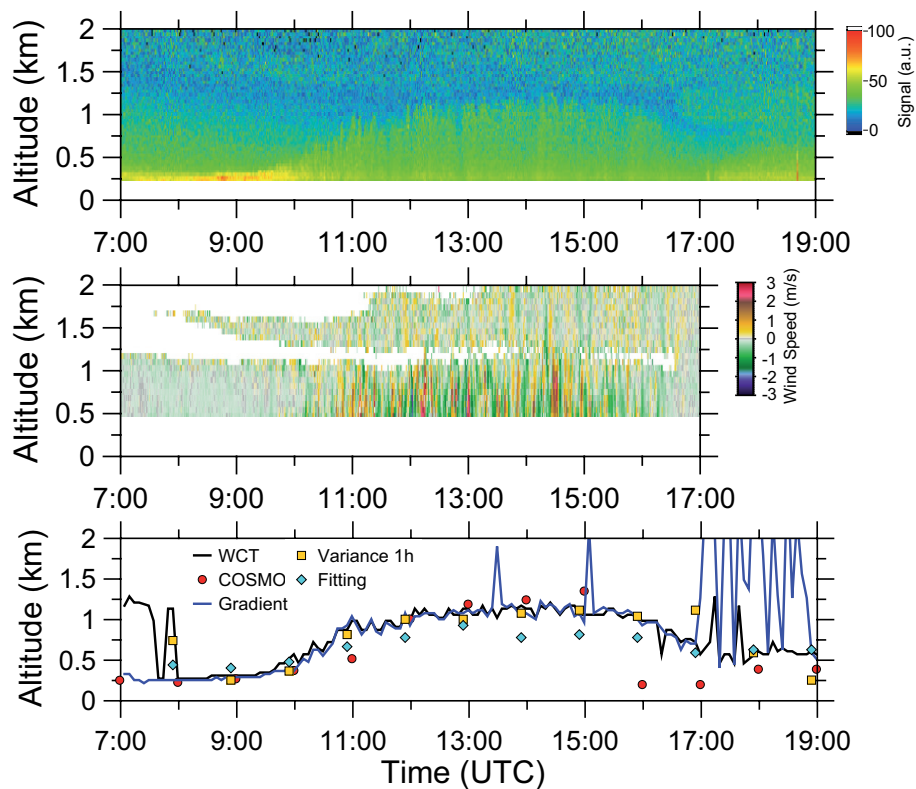 Altitude (km)
2
1.5
1
0.5
0
7:00 9:00 11:00 13:00 15:00 17:00 19:00
100
50
0
Signal (a.u.)
Altitude (km)
2
1.5
1
0.5
0
7:00 9:00 11:00 13:00 15:00 17:00
3
2
1
0
-1
-2
-3
Wind Speed (m/s)
Altitude (km)
2
1.5
1
0.5
0
WCT Variance 1h
COSMO Fitting
Gradient
7:00 9:00 11:00 13:00 15:00 17:00 19:00
Time (UTC)